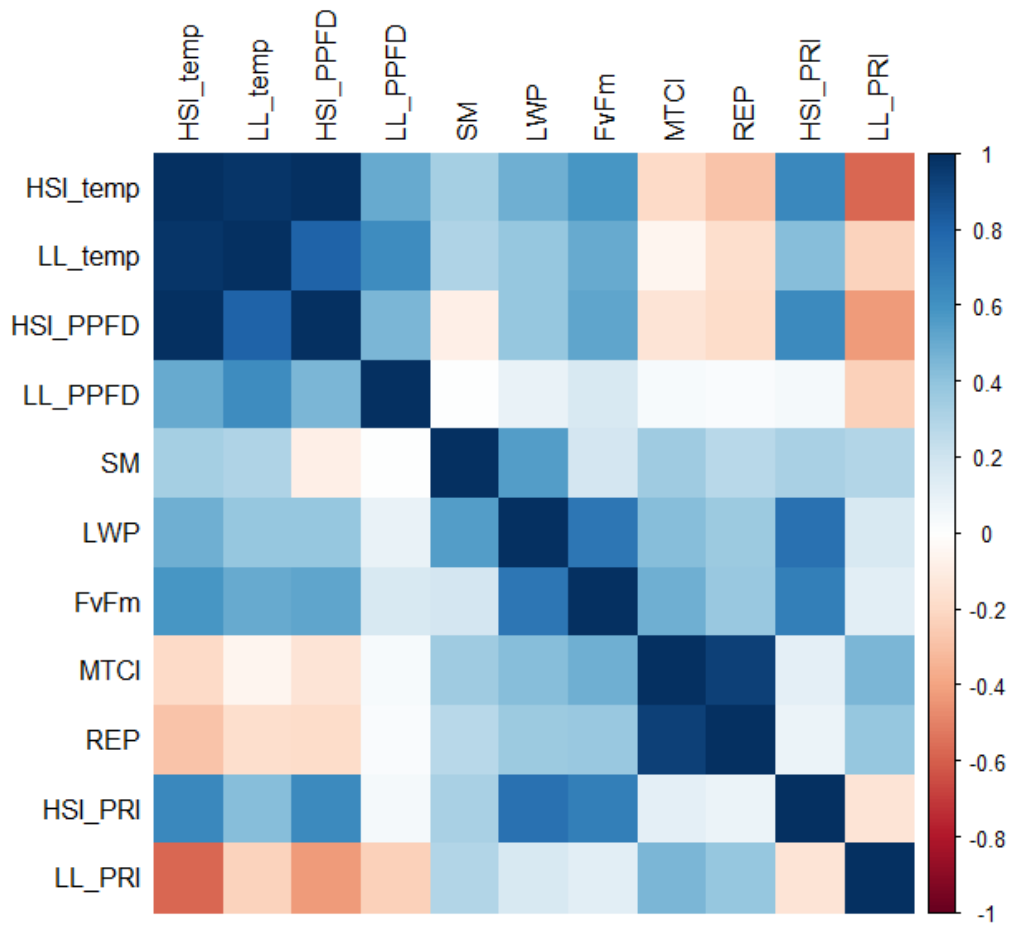 HSI_temp
LL_temp
HSI_PPFD
LL_PPFD
SM
LWP
FvFm
MTCI
REP
HSI_PRI
LL_PRI
HSI_temp
LL_temp
HSI_PPFD
LL_PPFD
SM
LWP
FvFm
MTCI
REP
HSI_PRI
LL_PRI
1
0.8
0.6
0.4
0.2
0
-0.2
-0.4
-0.6
-0.8
-1